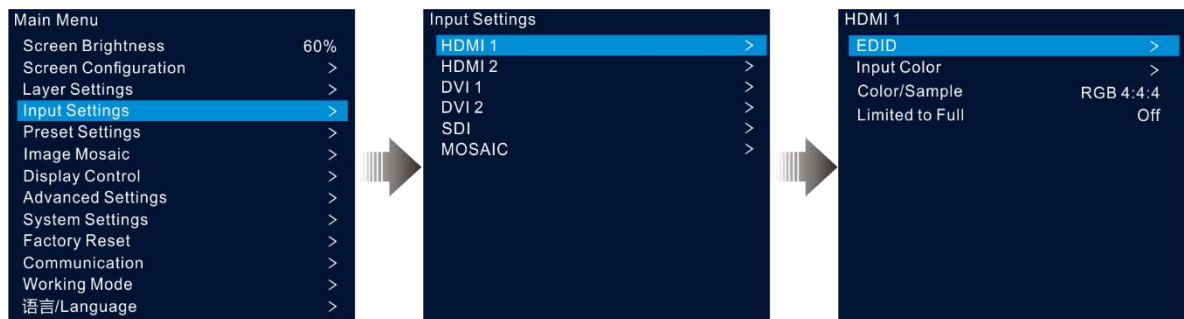 Main Menu
Screen Brightness 60%
Screen Configuration >
Layer Settings >
Input Settings >
Preset Settings >
Image Mosaic >
Display Control >
Advanced Settings >
System Settings >
Factory Reset >
Communication >
Working Mode >
语言/Language >
Input Settings
HDMI 1 >
HDMI 2 >
DVI 1 >
DVI 2 >
SDI >
MOSAIC >
HDMI 1
EDID >
Input Color >
Color/Sample RGB 4:4:4
Limited to Full Off